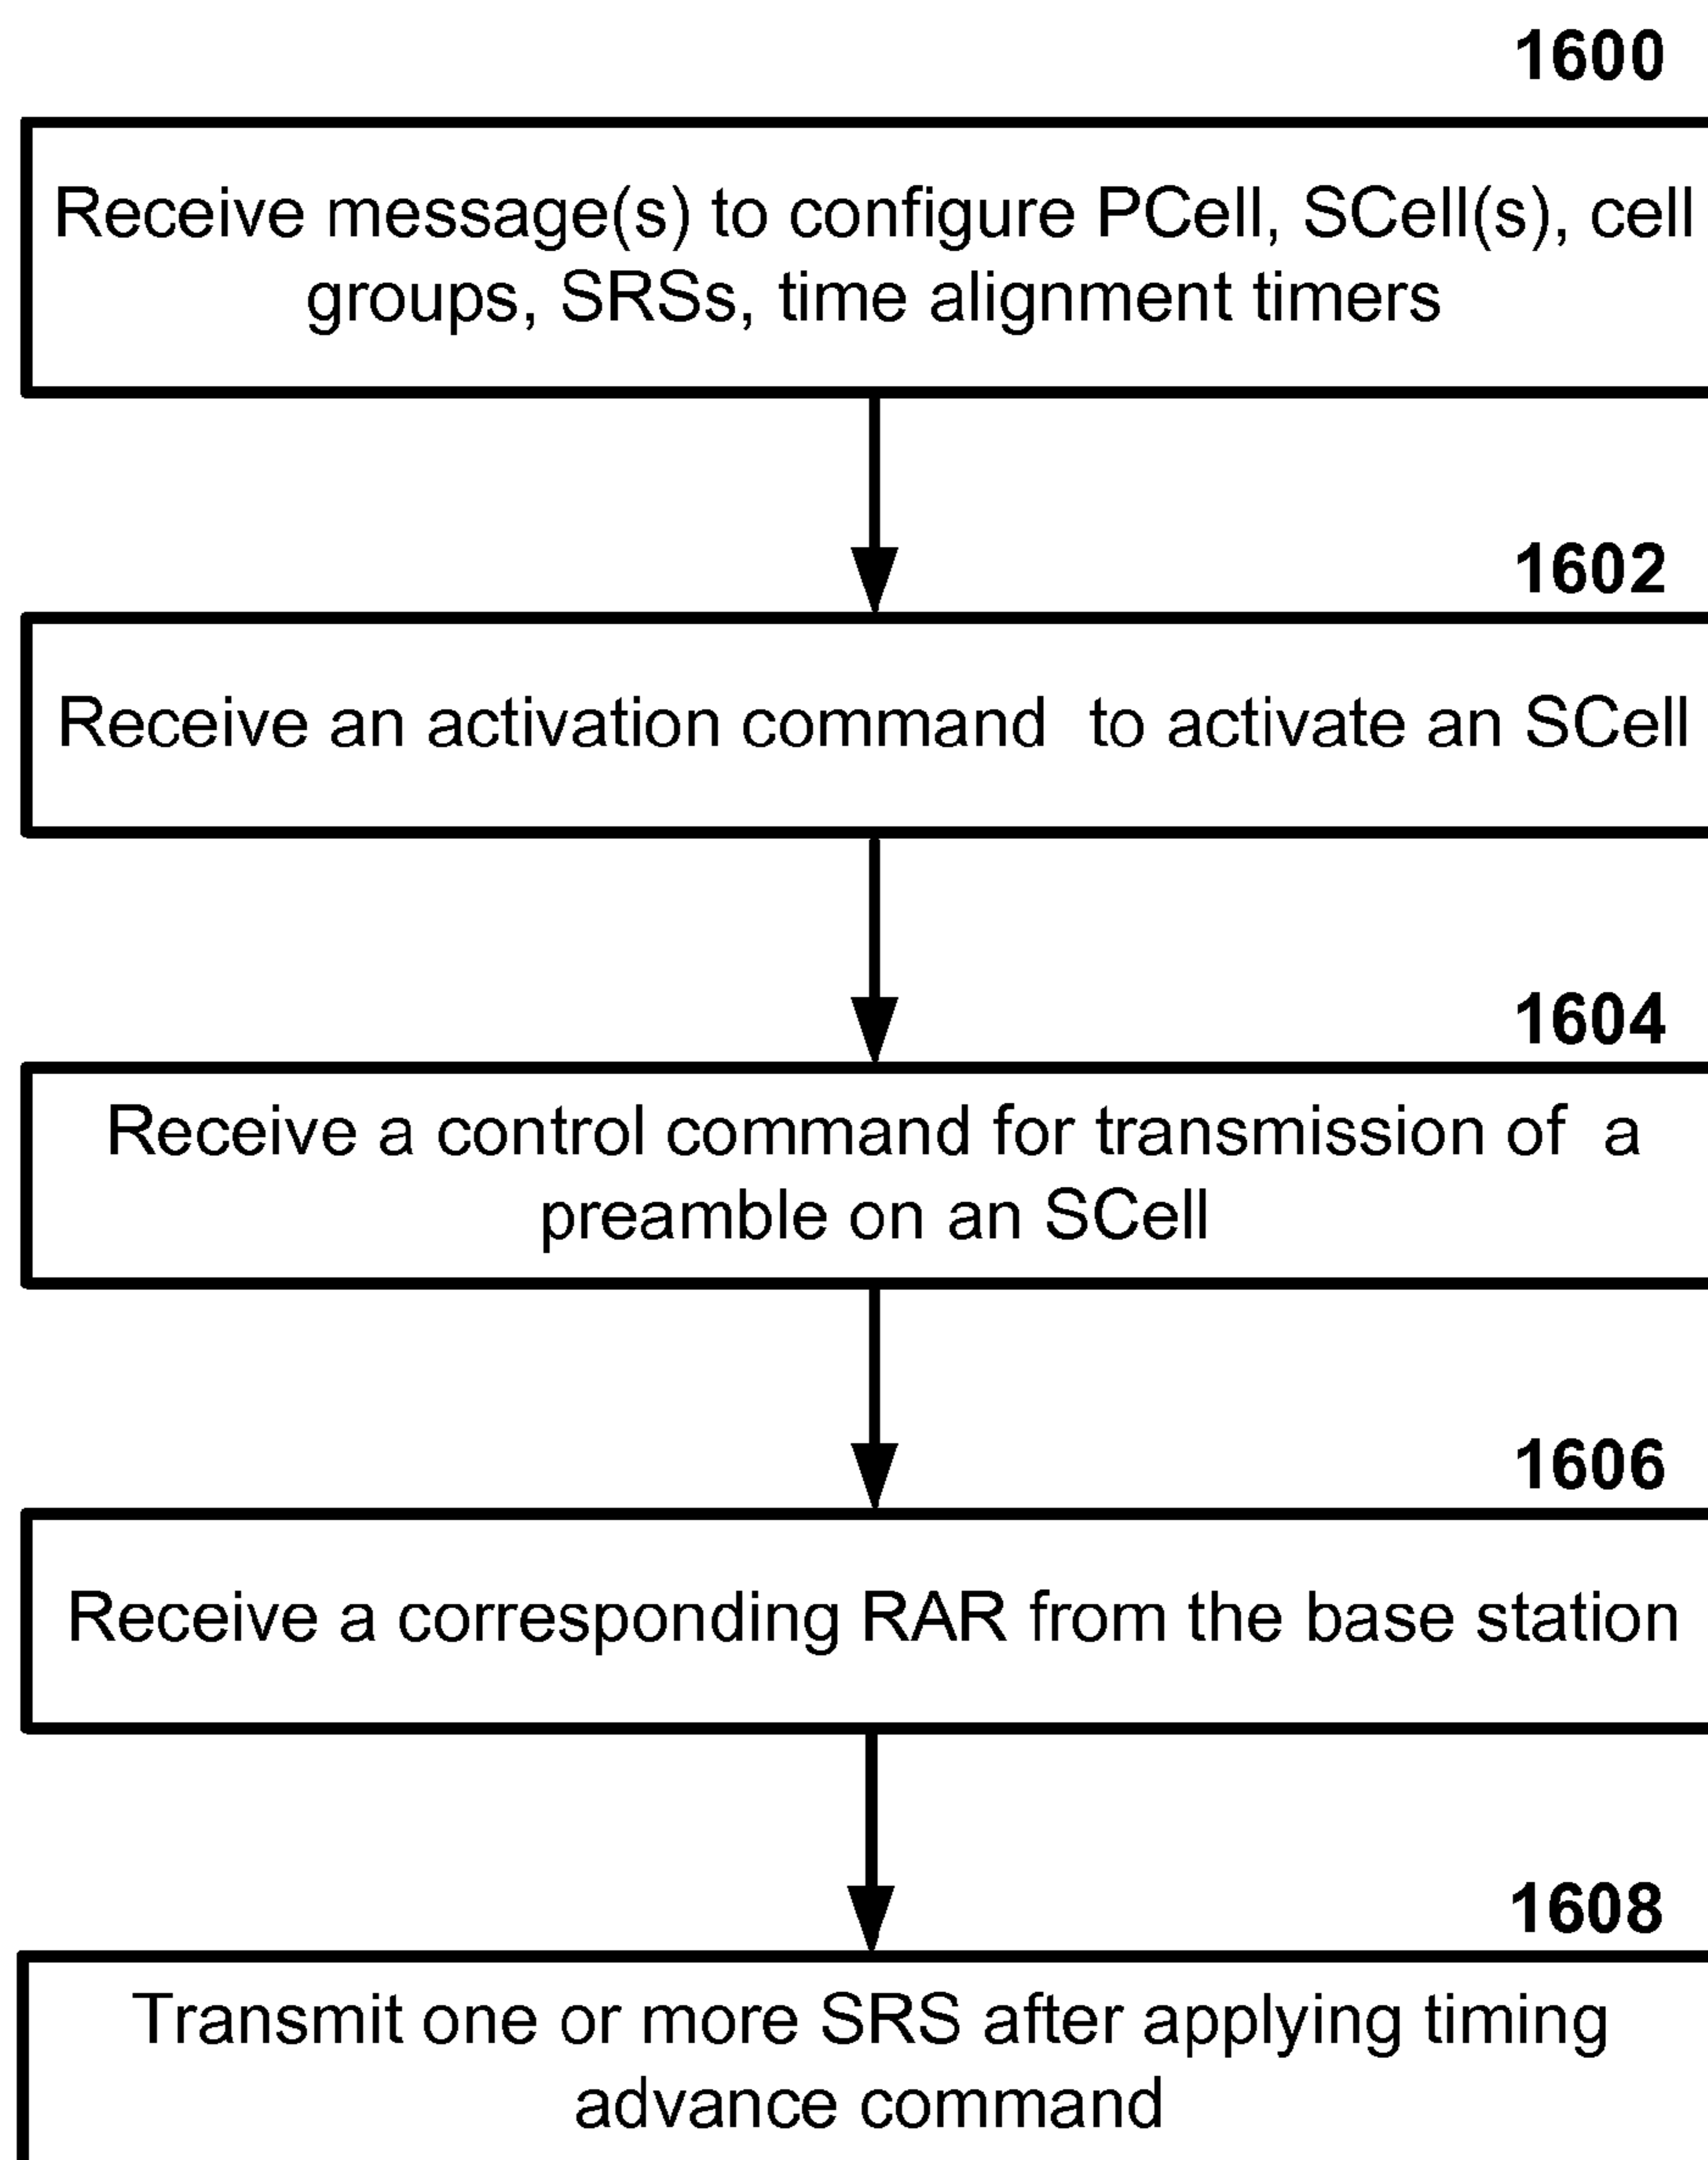 1600
Receive message(s) to configure PCell, SCell(s), cell
groups, SRSs, time alignment timers
1602
Receive an activation command to activate an SCell
1604
Receive a control command for transmission of a
preamble on an SCell
1606
Receive a corresponding RAR from the base station
1608
Transmit one or more SRS after applying timing
advance command